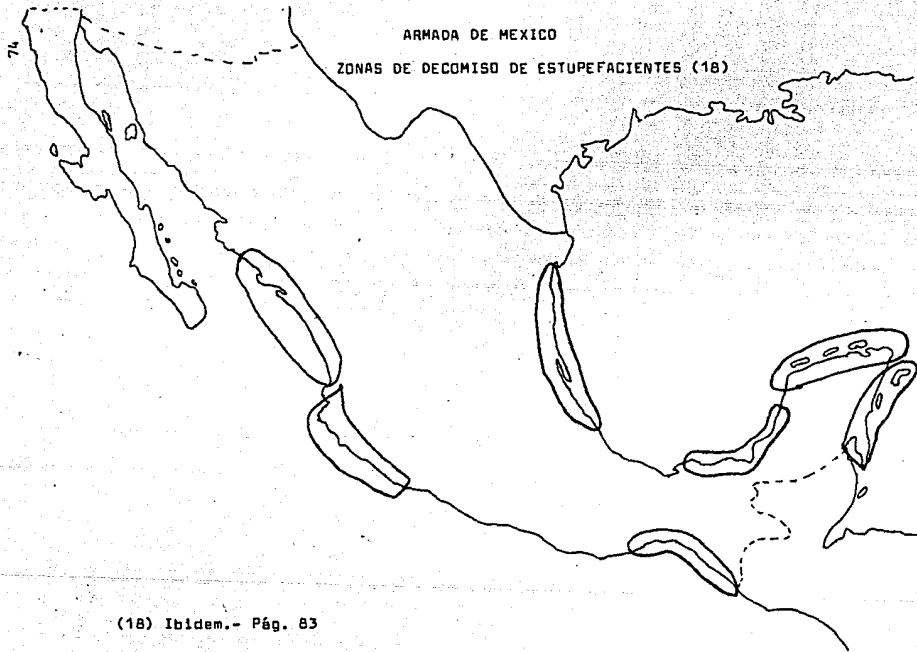 74
ARMADA DE MEXICO
ZONAS DE DECOMISO DE ESTUPEFACIENTES (18)
(18) Ibidem.- Pág. 83